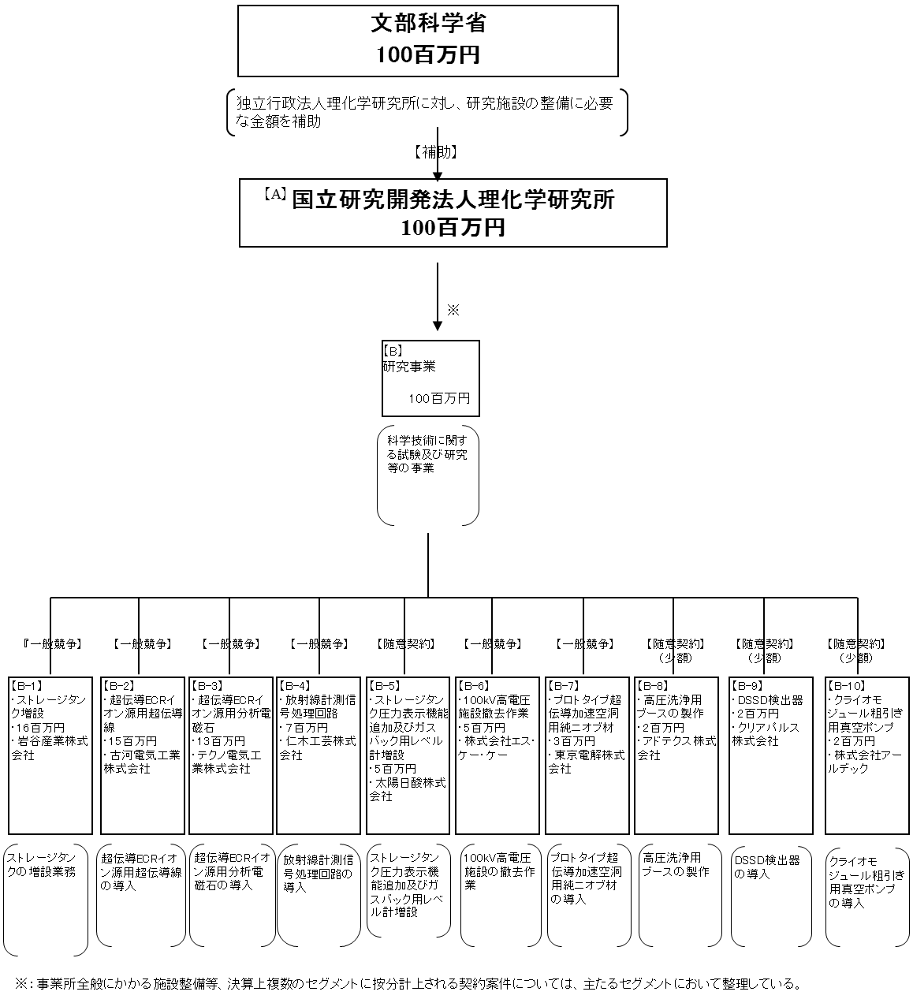 文部科学省
100百万円
独立行政法人理化学研究所に対し、研究施設の整備に必要
な金額を補助
【補助】
【A】国立研究開発法人理化学研究所
100百万円
※
【B】
研究事業
100百万円
科学技術に関す
る試験及び研究
等の事業
『一般競争】
【一般競争】
【一般競争】
【一般競争】
【随意契約】
【一般競争】
【一般競争】
【随意契約】
(少額)
【随意契約】
(少額)
【随意契約】
(少額)
【B-1】
・ストレージタン
ク増設
・16百万円
・岩谷産業株式
会社
【B-2】
・超伝導ECRイ
オン源用超伝導
線
・15百万円
・古河電気工業
株式会社
【B-3】
・超伝導ECRイ
オン源用分析電
磁石
・13百万円
・テクノ電気工
業株式会社
【B-4】
・放射線計測信
号処理回路
・7百万円
・仁木工芸株式
会社
【B-5】
・ストレージタン
ク圧力表示機能
追加及びガス
バック用レベル
計増設
・5百万円
・太陽日酸株式
会社
【B-6】
・100kV高電圧
施設撤去作業
・5百万円
・株式会社エス・
ケー・ケー
【B-7】
・プロトタイプ超
伝導加速空洞
用純ニオブ材
・3百万円
・東京電解株式
会社
【B-8】
・高圧洗浄用
ブースの製作
・2百万円
・アドテクス株式
会社
【B-9】
・DSSD検出器
・2百万円
・クリアパルス
株式会社
【B-10】
・クライオモ
ジュール粗引き
用真空ポンプ
・2百万円
・株式会社アー
ルデック
ストレージタン
クの増設業務
超伝導ECRイオ
ン源用超伝導線
の導入
超伝導ECRイオ
ン源用分析電
磁石の導入
放射線計測信
号処理回路の
導入
ストレージタン
ク圧力表示機
能追加及びガ
スバック用レベ
ル計増設
100kV高電圧
施設の撤去作
業
プロトタイプ超
伝導加速空洞
用純ニオブ材
の導入
高圧洗浄用
ブースの製作
DSSD検出器
の導入
クライオモ
ジュール粗引き
用真空ポンプ
の導入
※:事業所全般にかかる施設整備等、決算上複数のセグメントに按分計上される契約案件については、主たるセグメントにおいて整理している。